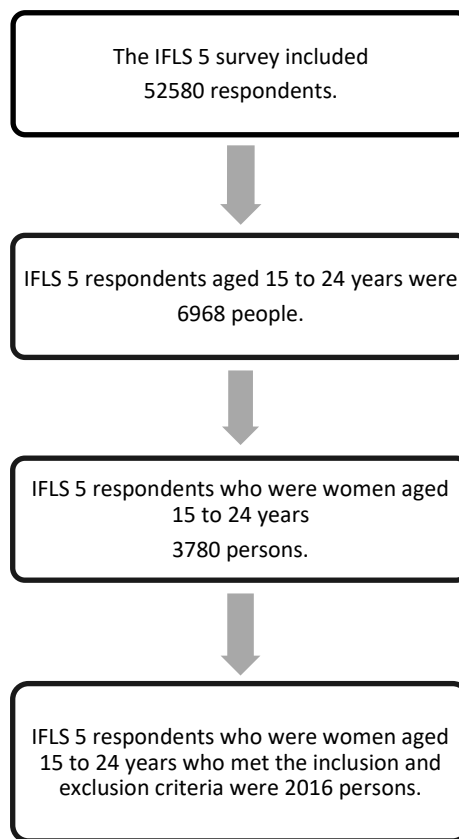 The IFLS 5 survey included
52580 respondents.
IFLS 5 respondents aged 15 to 24 years were
6968 people.
IFLS 5 respondents who were women aged
15 to 24 years
3780 persons.
IFLS 5 respondents who were women aged
15 to 24 years who met the inclusion and
exclusion criteria were 2016 persons.